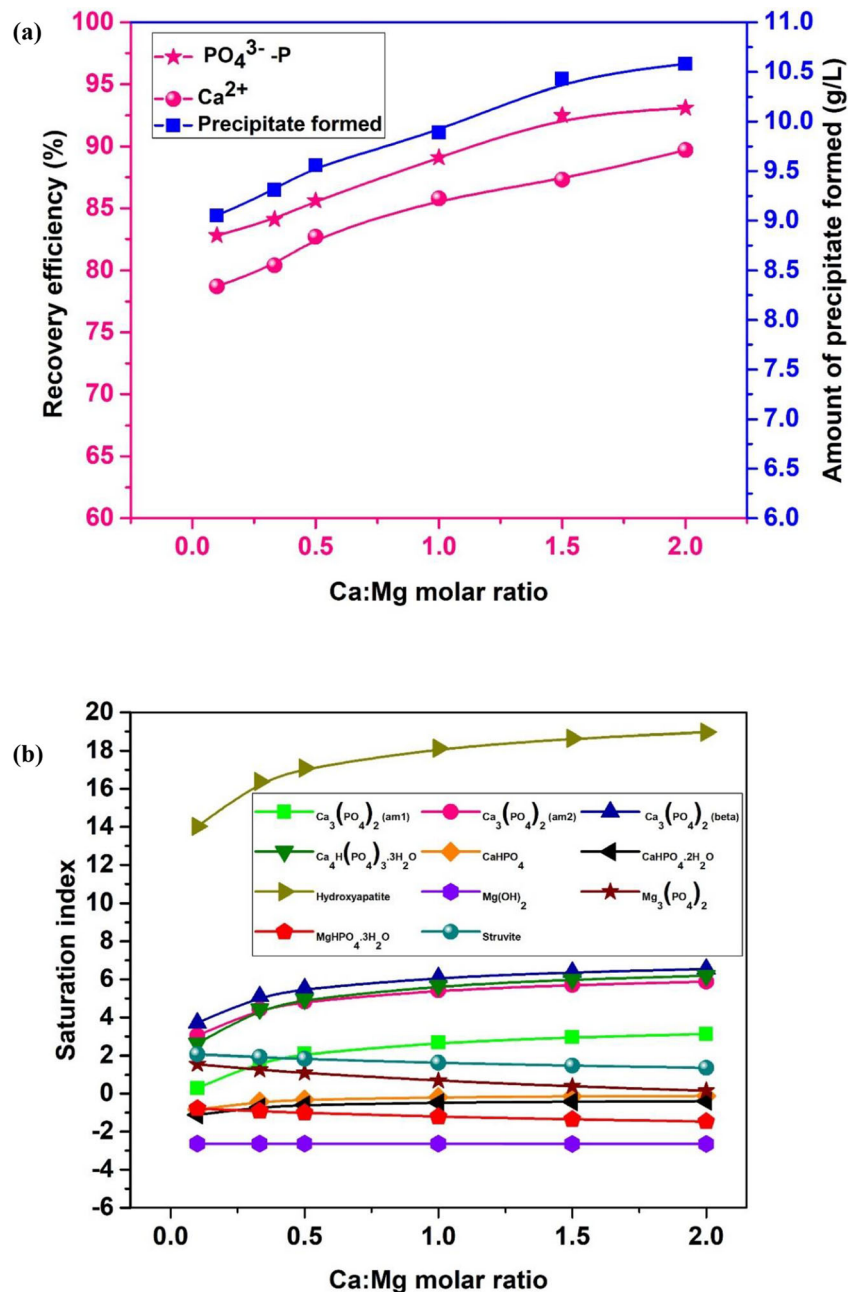 (a)
100
95
90
85
80
75
70
65
60
Recovery efficiency (%)
PO₄³⁻ -P
Ca²⁺
Precipitate formed
11.0
10.5
10.0
9.5
9.0
8.5
8.0
7.5
7.0
6.5
6.0
Amount of precipitate formed (g/L)
0.0 0.5 1.0 1.5 2.0
Ca:Mg molar ratio
(b)
20
18
16
14
12
10
8
6
4
2
0
-2
-4
-6
Saturation index
Ca₃(PO₄)₂ (am1) Ca₃(PO₄)₂ (am2) Ca₃(PO₄)₂ (beta)
Ca₄H(PO₄)₃.3H₂O CaHPO₄ CaHPO₄.2H₂O
Hydroxyapatite Mg(OH)₂ Mg₃(PO₄)₂
MgHPO₄.3H₂O Struvite
0.0 0.5 1.0 1.5 2.0
Ca:Mg molar ratio